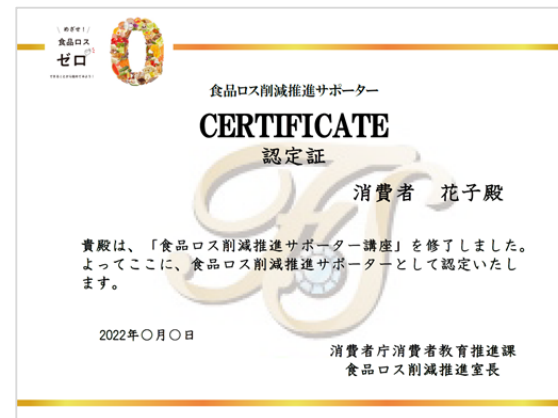 めざせ！
食品ロス
ゼロ
食品ロス削減推進サポーター
CERTIFICATE
認定証
消費者　花子殿
貴殿は、「食品ロス削減推進サポーター講座」を修了しました。
よってここに、食品ロス削減推進サポーターとして認定いたし
ます。
2022年〇月〇日
消費者庁消費者教育推進課
食品ロス削減推進室長